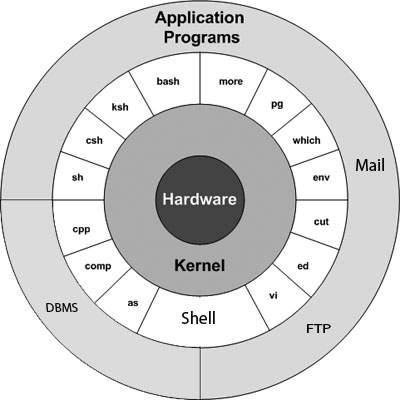 Application
Programs
bash
more
ksh
pg
csh
which
sh
env
Mail
Hardware
cpp
cut
comp
Kernel
ed
as
vi
DBMS
Shell
FTP